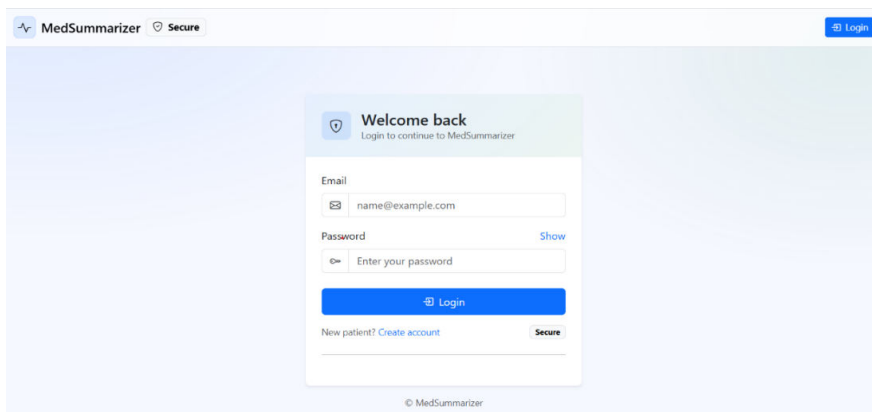 MedSummarizer Secure Login
Welcome back
Login to continue to MedSummarizer
Email
name@example.com
Password Show
Enter your password
Login
New patient? Create account Secure
© MedSummarizer